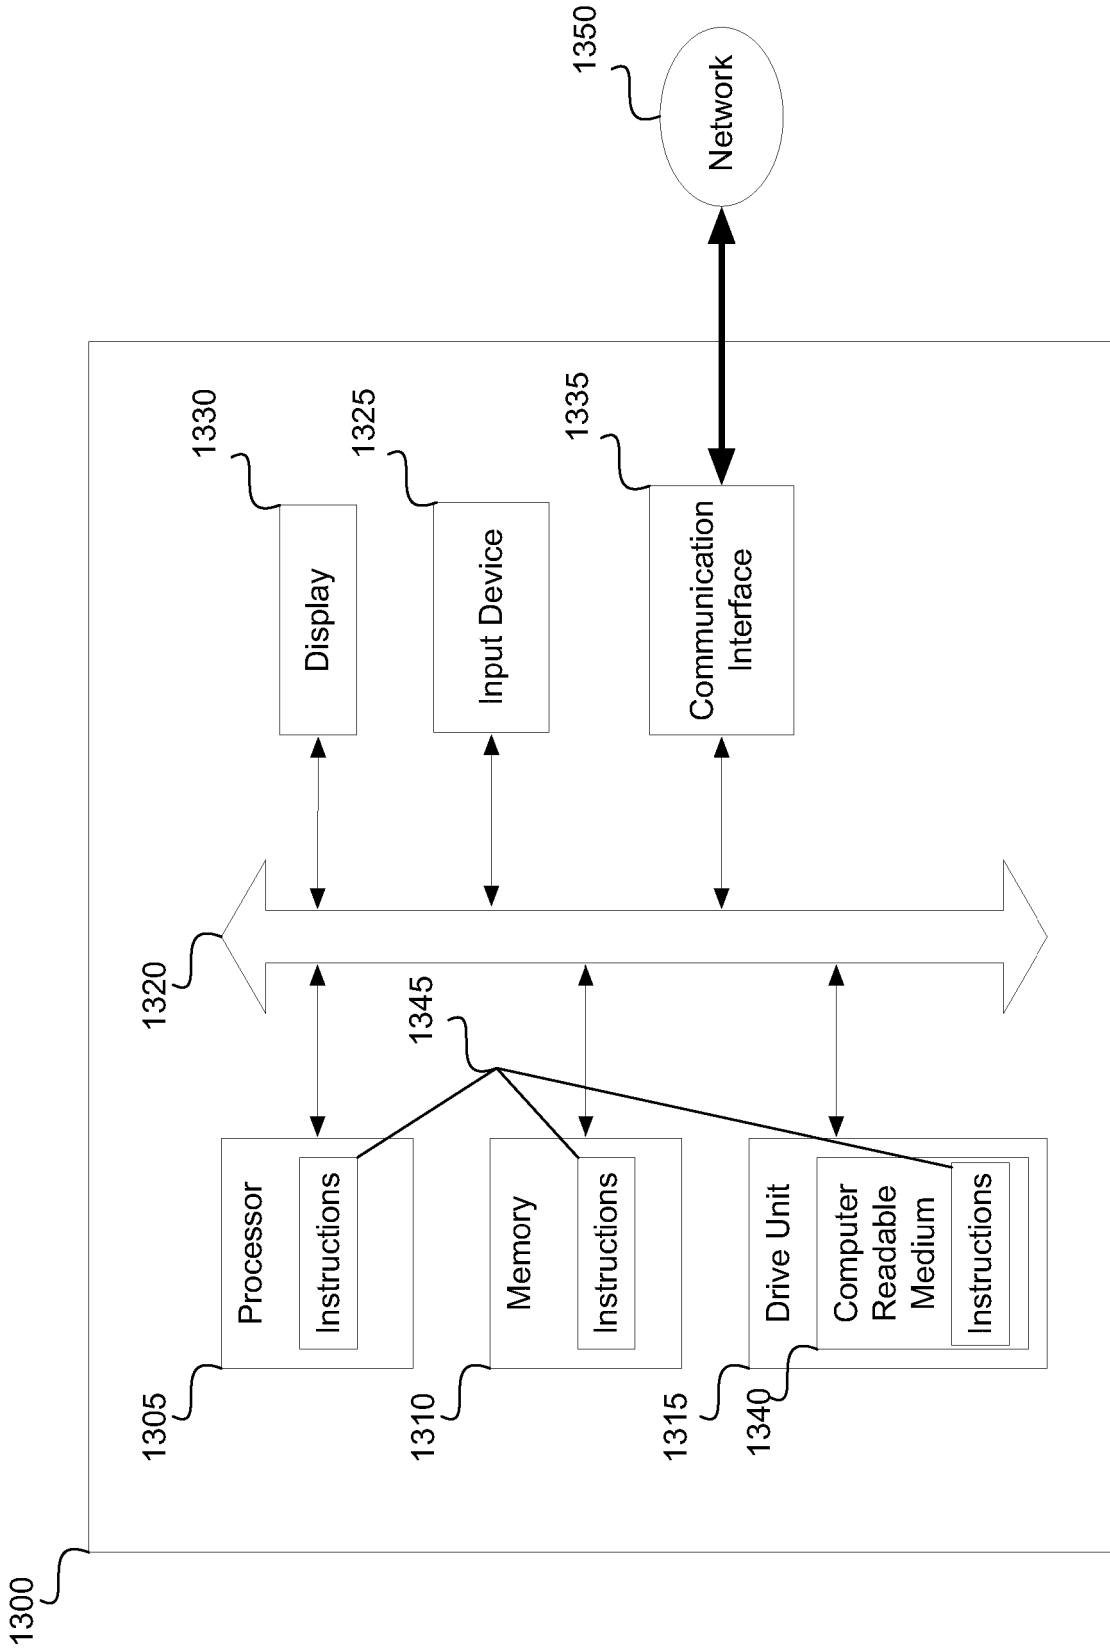 1300
1305
Processor
Instructions
1310
Memory
Instructions
1315
Drive Unit
1340
Computer
Readable
Medium
Instructions
1345
1320
1330
Display
1325
Input Device
1335
Communication
Interface
1350
Network